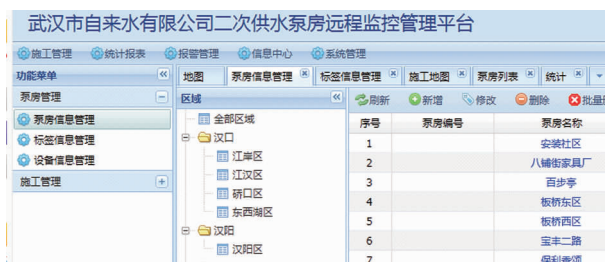 武汉市自来水有限公司二次供水泵房远程监控管理平台
施工管理 统计报表 报警管理 信息中心 系统管理
功能菜单
泵房管理
泵房信息管理
标签信息管理
设备信息管理
施工管理
地图 泵房信息管理 标签信息管理 施工地图 泵房列表 统计
区域
全部区域
汉口
江岸区
江汉区
硚口区
东西湖区
汉阳
汉阳区
刷新 新增 修改 删除 批量删
序号 泵房编号 泵房名称
1 安装社区
2 八铺街家具厂
3 百步亭
4 板桥东区
5 板桥西区
6 宝丰二路
7 保利香颂